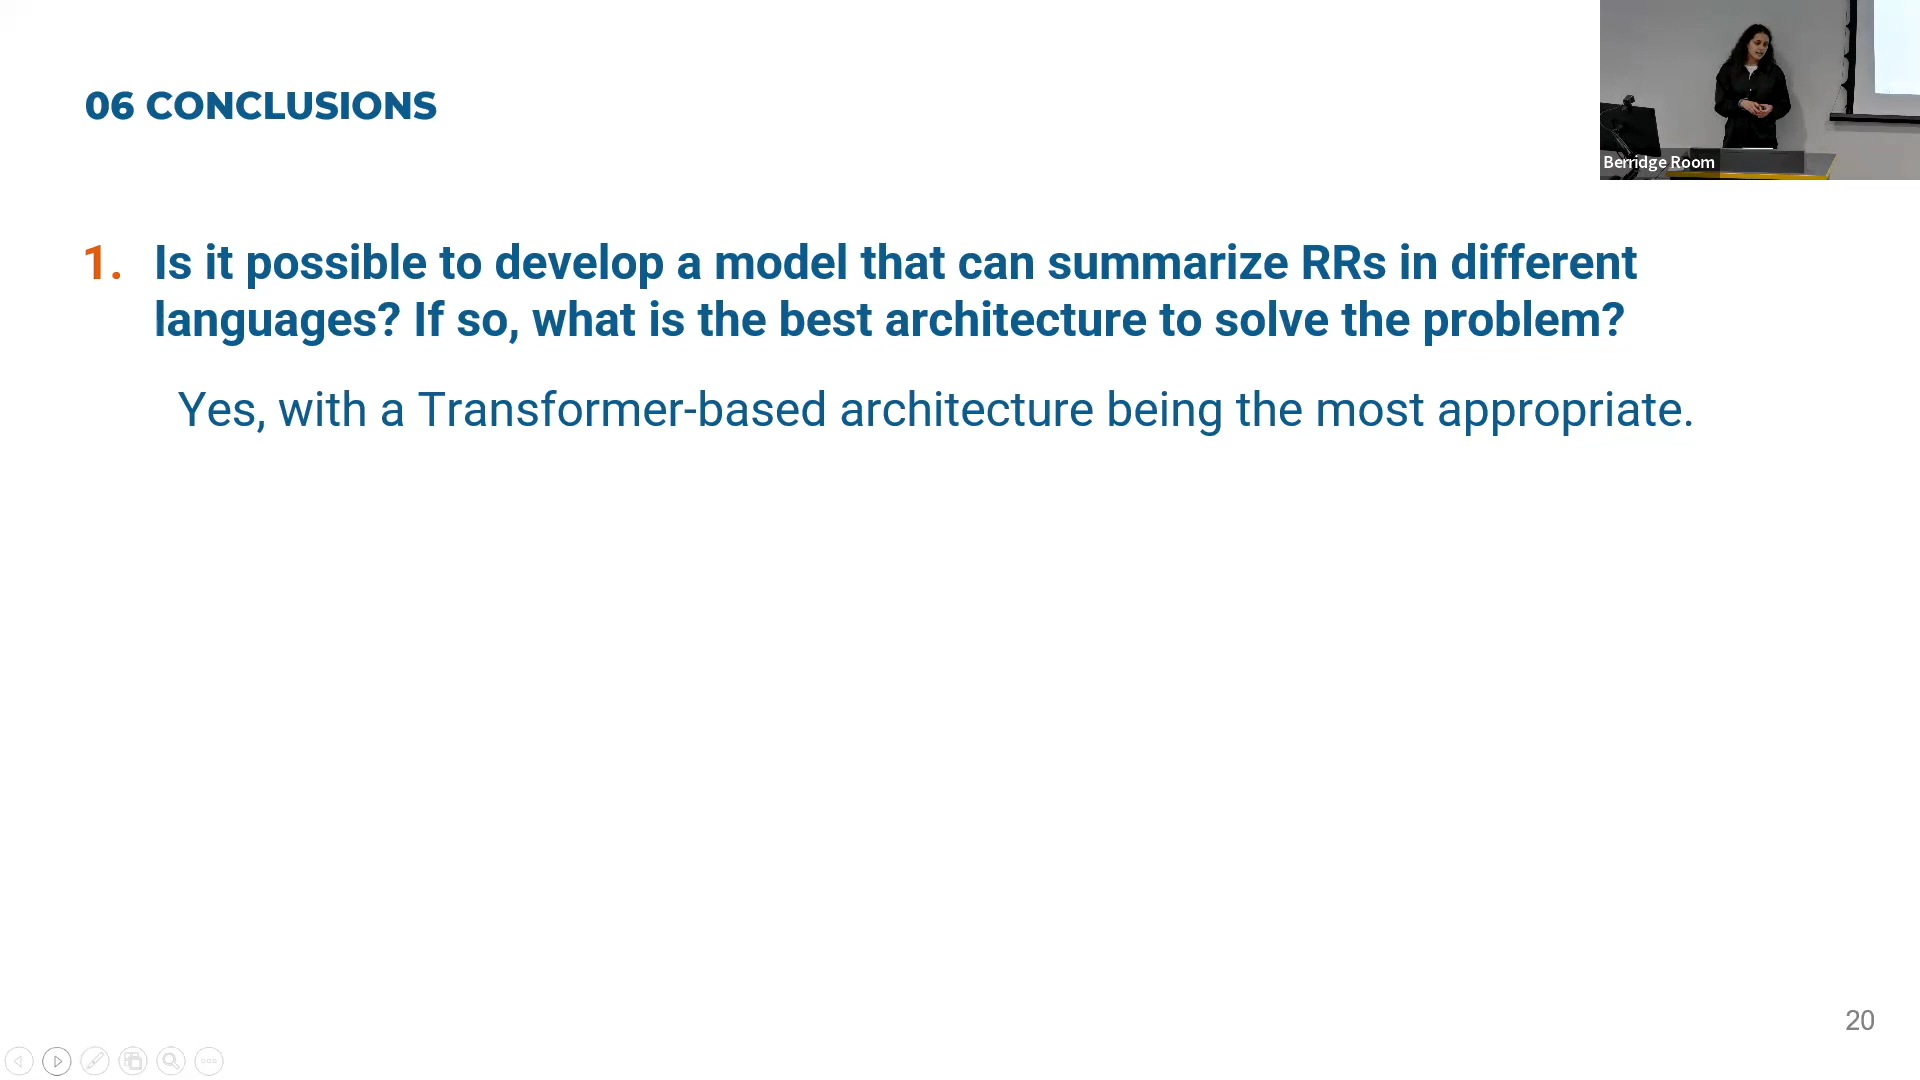 06 CONCLUSIONS
Berridge Room
1. Is it possible to develop a model that can summarize RRs in different
languages? If so, what is the best architecture to solve the problem?
Yes, with a Transformer-based architecture being the most appropriate.
20